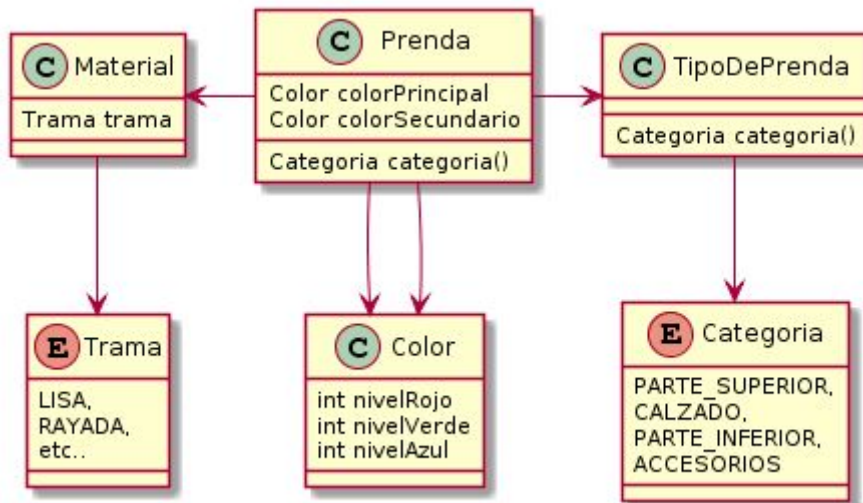 C Material
Trama trama
C Prenda
Color colorPrincipal
Color colorSecundario
Categoria categoria()
C TipoDePrenda
Categoria categoria()
E Trama
LISA,
RAYADA,
etc..
C Color
int nivelRojo
int nivelVerde
int nivelAzul
E Categoria
PARTE_SUPERIOR,
CALZADO,
PARTE_INFERIOR,
ACCESORIOS